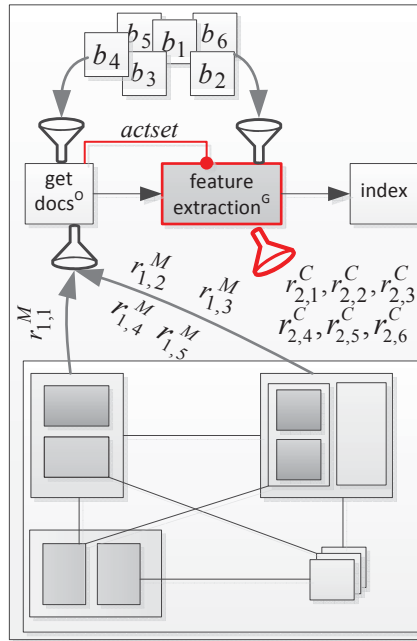 b₅ b₁ b₆
b₄ b₃ b₂
actset
get docsᴼ
feature extractionᴳ
index
r₁,₁ᴹ
r₁,₂ᴹ r₁,₃ᴹ
r₁,₄ᴹ r₁,₅ᴹ
r₂,₁ᶜ, r₂,₂ᶜ, r₂,₃ᶜ
r₂,₄ᶜ, r₂,₅ᶜ, r₂,₆ᶜ